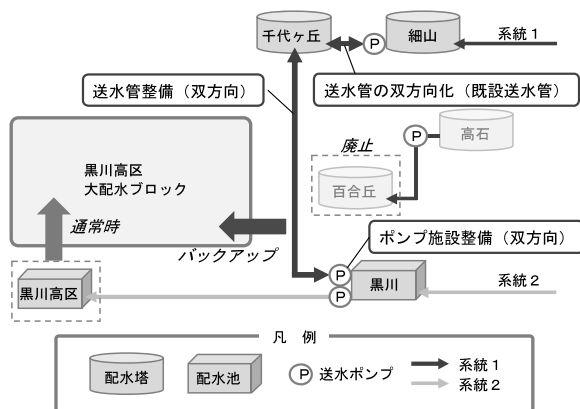 千代ヶ丘
P
細山
系統1
送水管整備（双方向）
送水管の双方向化（既設送水管）
P
高石
廃止
百合丘
黒川高区
大配水ブロック
通常時
バックアップ
ポンプ施設整備（双方向）
P
黒川
P
系統2
黒川高区
凡 例
配水塔
配水池
P
送水ポンプ
系統1
系統2